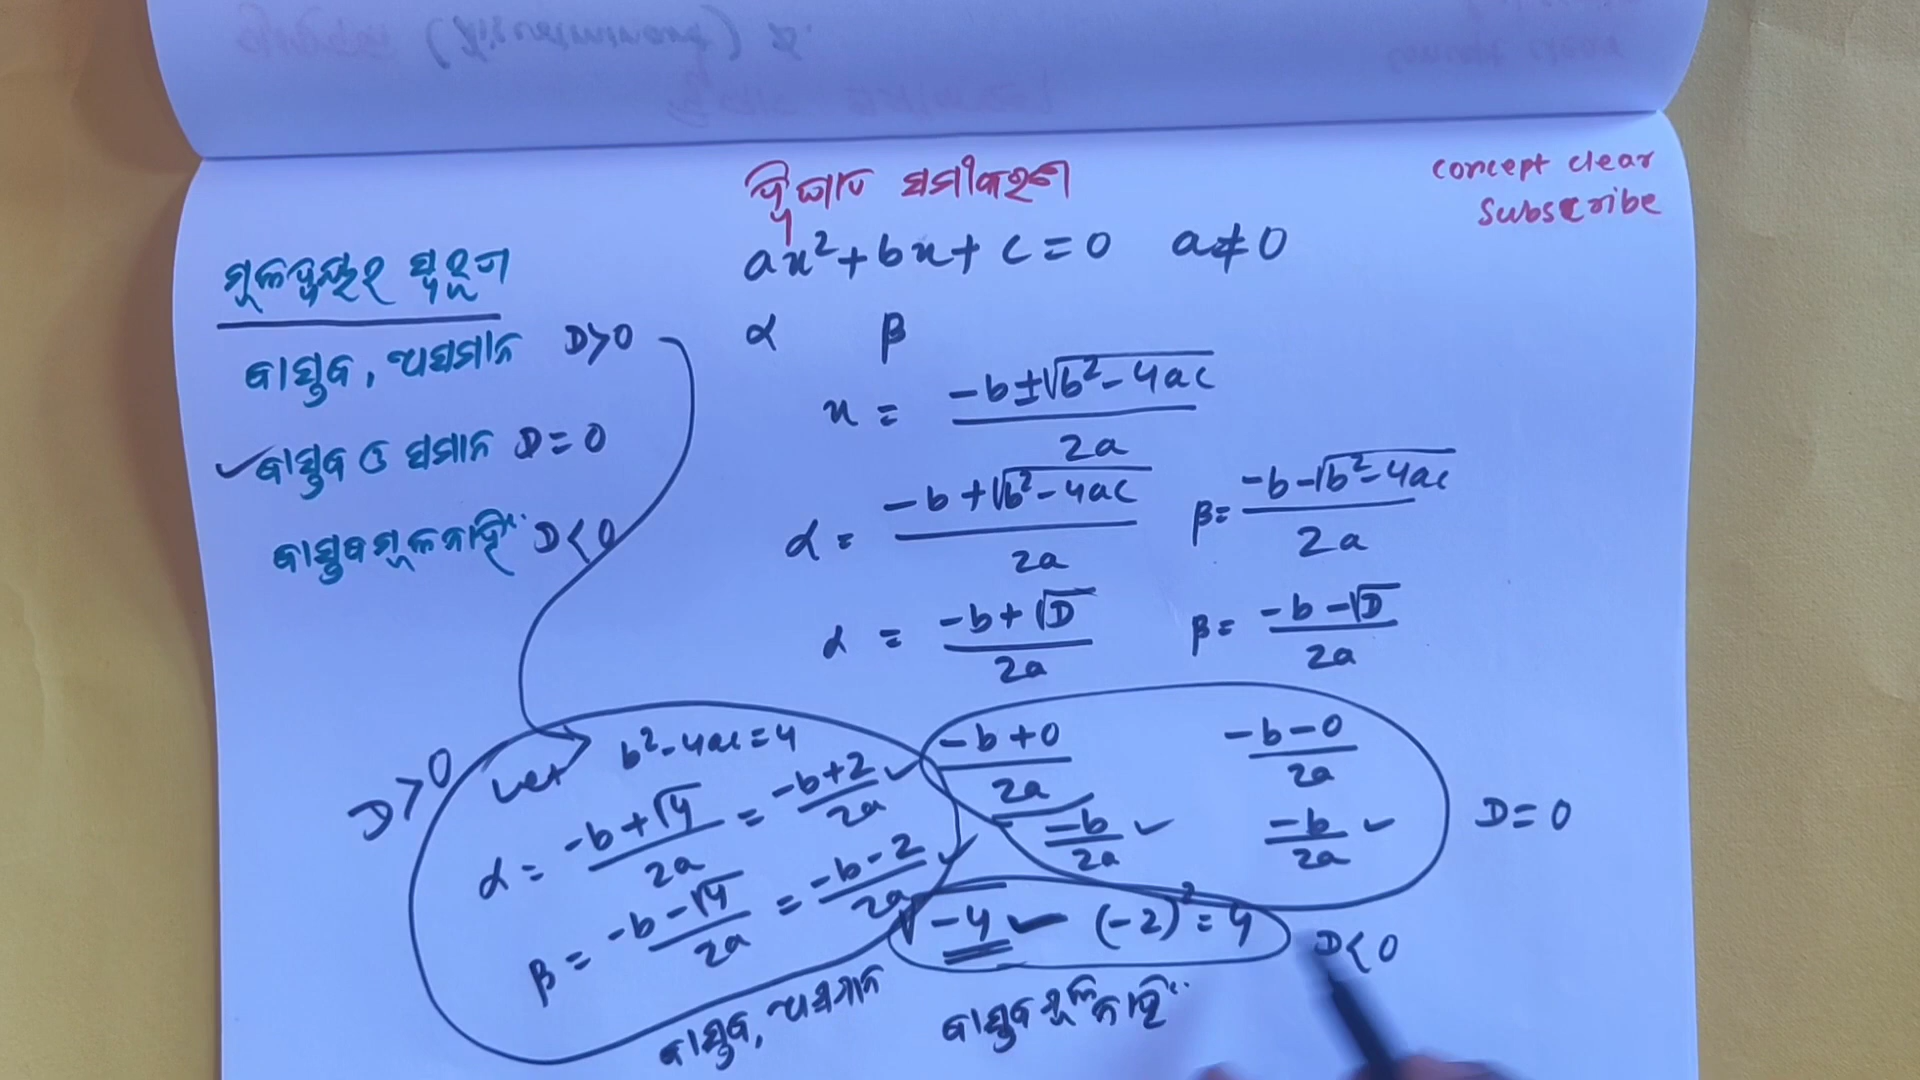 ଦ୍ୱିଘାତ ସମୀକରଣ
concept clear
Subscribe
ax²+bx+c=0 a≠0
ମୂଳଦ୍ୱୟର ସ୍ୱରୂପ
ବାସ୍ତବ, ଅସମାନ D>0
✓ବାସ୍ତବ ଓ ସମାନ D=0
ବାସ୍ତବ ମୂଳ ନାହିଁ D<0
α β
x = (-b±√(b²-4ac))/2a
α = (-b+√(b²-4ac))/2a β= (-b-√(b²-4ac))/2a
α = (-b+√D)/2a β= (-b-√D)/2a
D>0
Let b²-4ac=4
α = (-b+√4)/2a = (-b+2)/2a ✓
β = (-b-√4)/2a = (-b-2)/2a ✓
ବାସ୍ତବ, ଅସମାନ
(-b+0)/2a (-b-0)/2a
-b/2a ✓ -b/2a ✓ D=0
√-4 ✓ (-2)²=4 D<0
ବାସ୍ତବ ମୂଳ ନାହିଁ